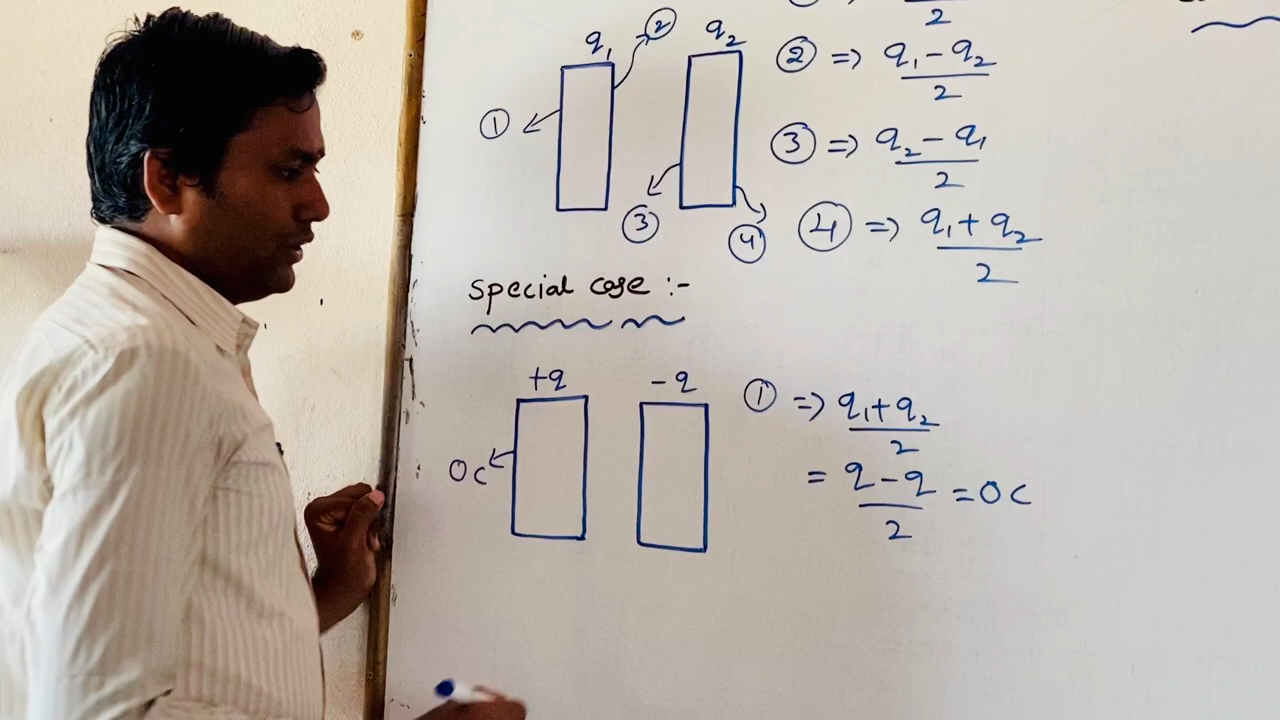 q₁ ② q₂
①
③
④
2
② => q₁ - q₂ / 2
③ => q₂ - q₁ / 2
④ => q₁ + q₂ / 2
Special case :-
+q -q
0c
① => q₁+q₂ / 2
= q - q / 2 = 0C